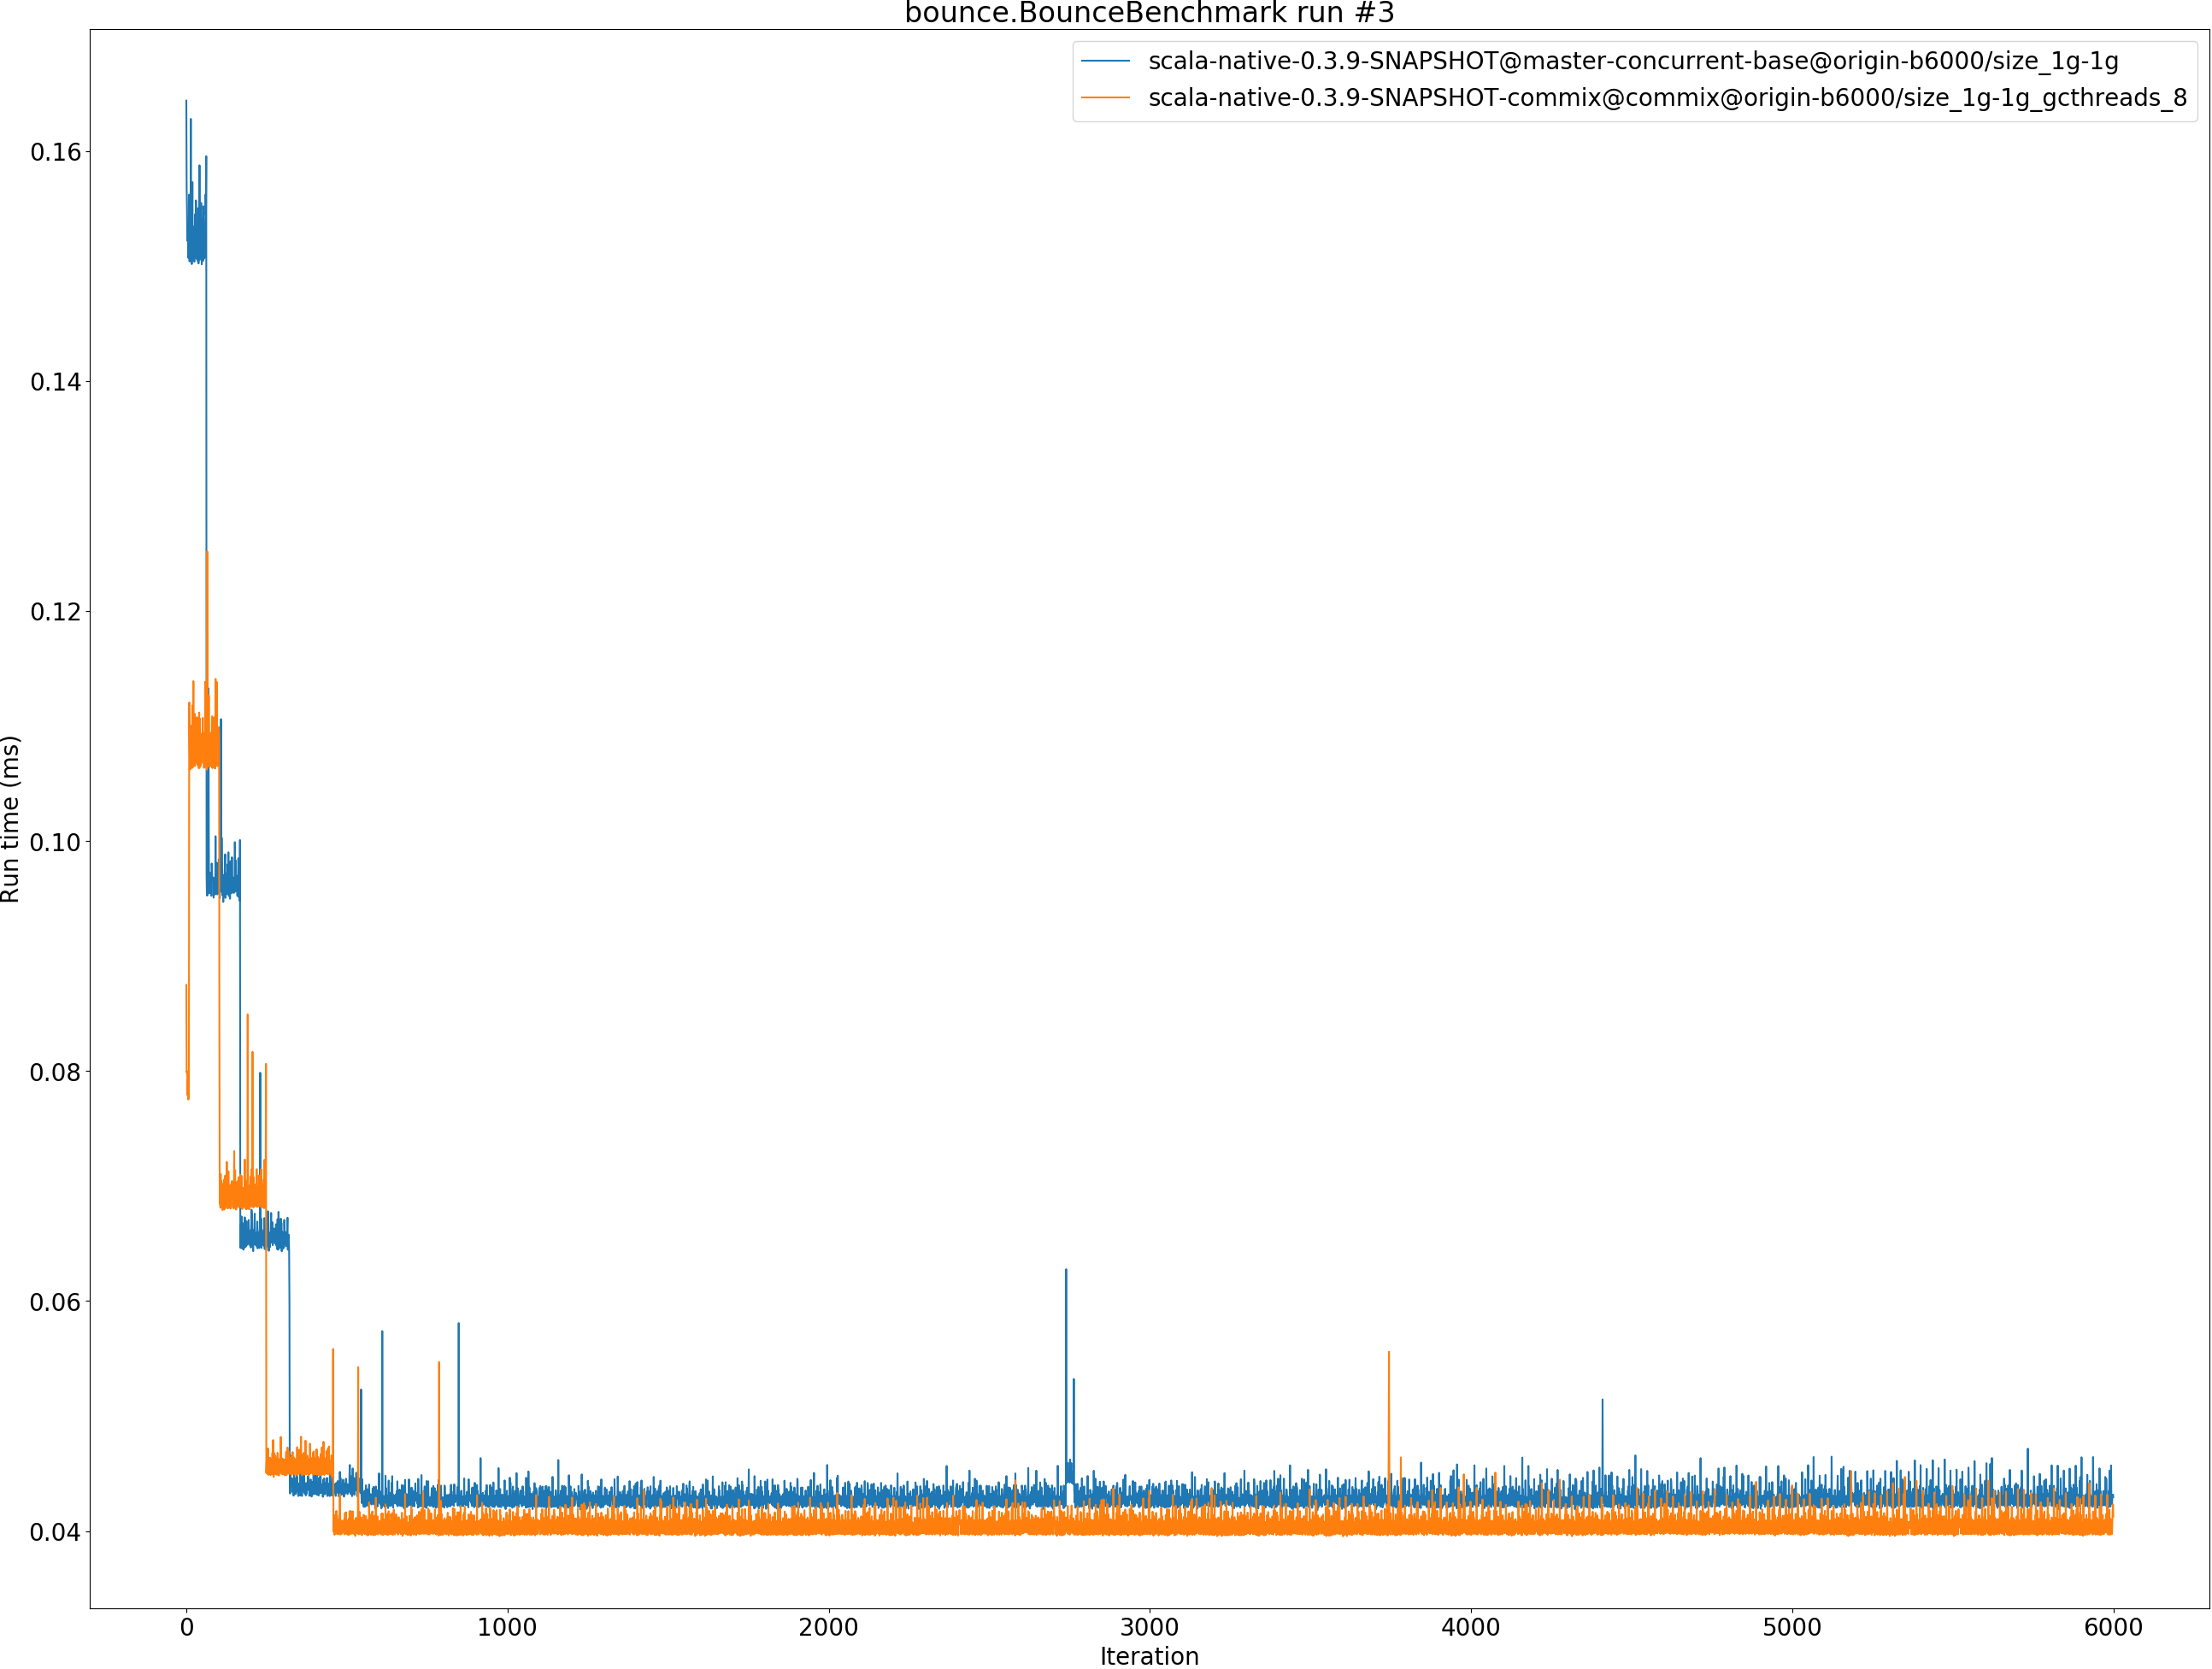 bounce.BounceBenchmark run #3
scala-native-0.3.9-SNAPSHOT@master-concurrent-base@origin-b6000/size_1g-1g
scala-native-0.3.9-SNAPSHOT-commix@commix@origin-b6000/size_1g-1g_gcthreads_8
Run time (ms)
0.16
0.14
0.12
0.10
0.08
0.06
0.04
0 1000 2000 3000 4000 5000 6000
Iteration